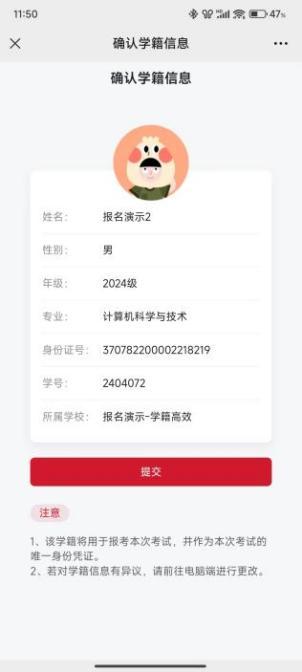 11:50
47%
确认学籍信息
确认学籍信息
姓名： 报名演示2
性别： 男
年级： 2024级
专业： 计算机科学与技术
身份证号： 370782200002218219
学号： 2404072
所属学校： 报名演示-学籍高效
提交
注意
1、该学籍将用于报考本次考试，并作为本次考试的
唯一身份凭证。
2、若对学籍信息有异议，请前往电脑端进行更改。